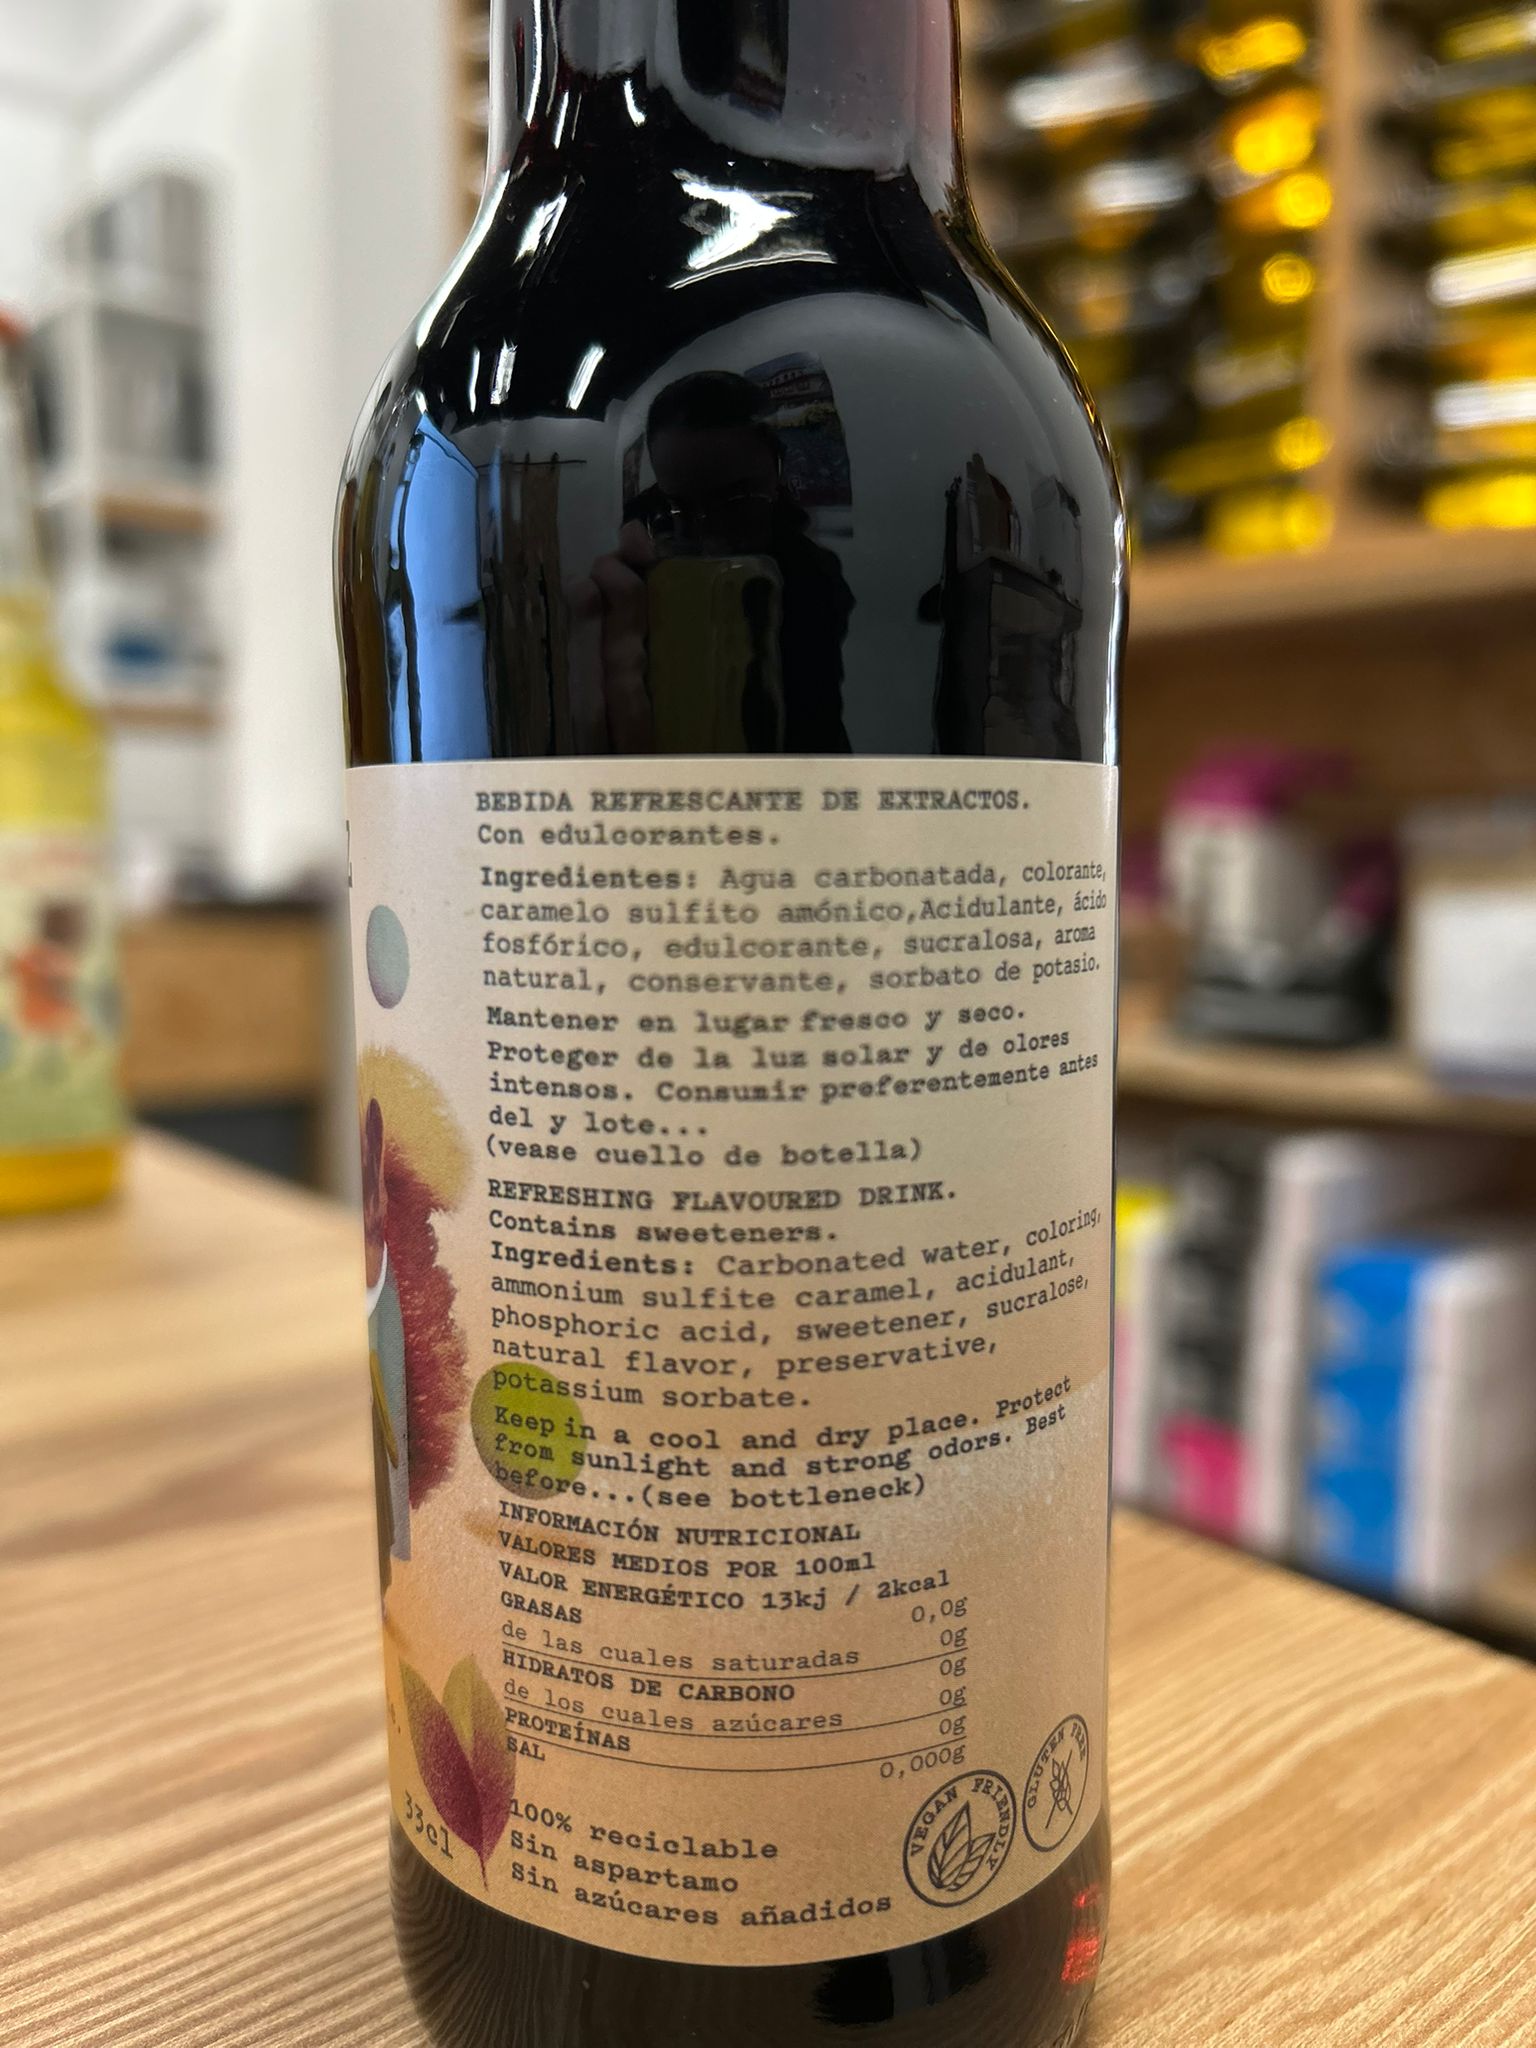 BEBIDA REFRESCANTE DE EXTRACTOS.
Con edulcorantes.
Ingredientes: Agua carbonatada, colorante,
caramelo sulfito amónico,Acidulante, ácido
fosfórico, edulcorante, sucralosa, aroma
natural, conservante, sorbato de potasio.
Mantener en lugar fresco y seco.
Proteger de la luz solar y de olores
intensos. Consumir preferentemente antes
del y lote...
(vease cuello de botella)
REFRESHING FLAVOURED DRINK.
Contains sweeteners.
Ingredients: Carbonated water, coloring,
ammonium sulfite caramel, acidulant,
phosphoric acid, sweetener, sucralose,
natural flavor, preservative,
potassium sorbate.
Keep in a cool and dry place. Protect
from sunlight and strong odors. Best
before...(see bottleneck)
INFORMACIÓN NUTRICIONAL
VALORES MEDIOS POR 100ml
VALOR ENERGÉTICO 13kj / 2kcal
GRASAS 0,0g
de las cuales saturadas 0g
HIDRATOS DE CARBONO 0g
de los cuales azúcares 0g
PROTEÍNAS 0g
SAL 0,000g
100% reciclable
Sin aspartamo
Sin azúcares añadidos
VEGAN FRIENDLY
GLUTEN FREE
33cl